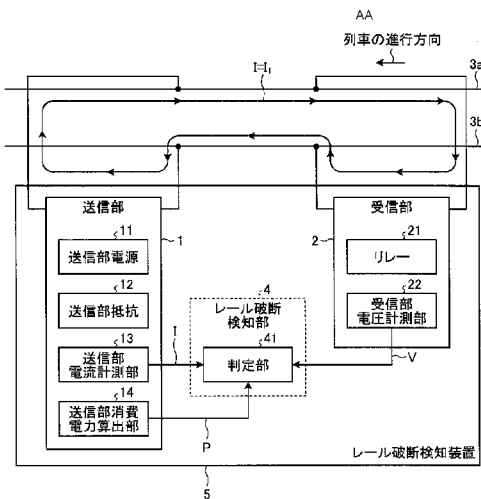 AA
列車の進行方向
3a
I=I₁
3b
送信部
1
11
送信部電源
12
送信部抵抗
13
送信部
電流計測部
14
送信部消費
電力算出部
I
P
4
レール破断
検知部
41
判定部
受信部
2
21
リレー
22
受信部
電圧計測部
V
レール破断検知装置
5